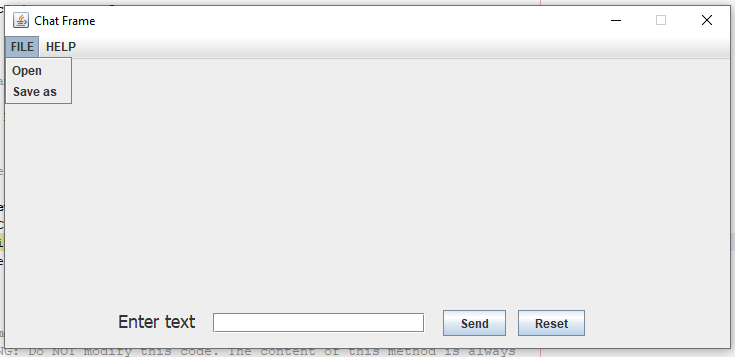 Chat Frame
FILE HELP
Open
Save as
Enter text Send Reset
NG: Do NOT modify this code. The content of this method is always